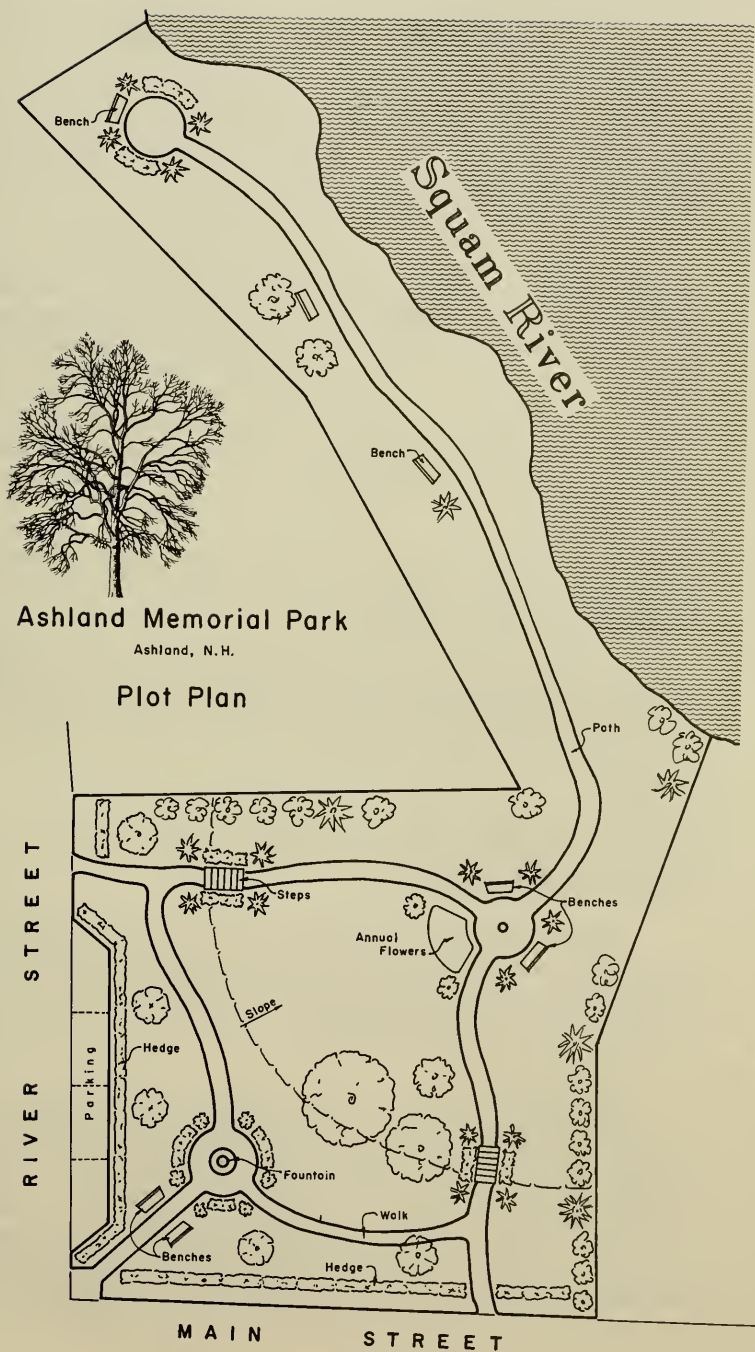 Bench
Squam River
Bench
Ashland Memorial Park
Ashland, N.H.
Plot Plan
Path
Steps
Benches
Annual
Flowers
Slope
Hedge
Parking
RIVER STREET
Fountain
Walk
Benches
Hedge
MAIN STREET